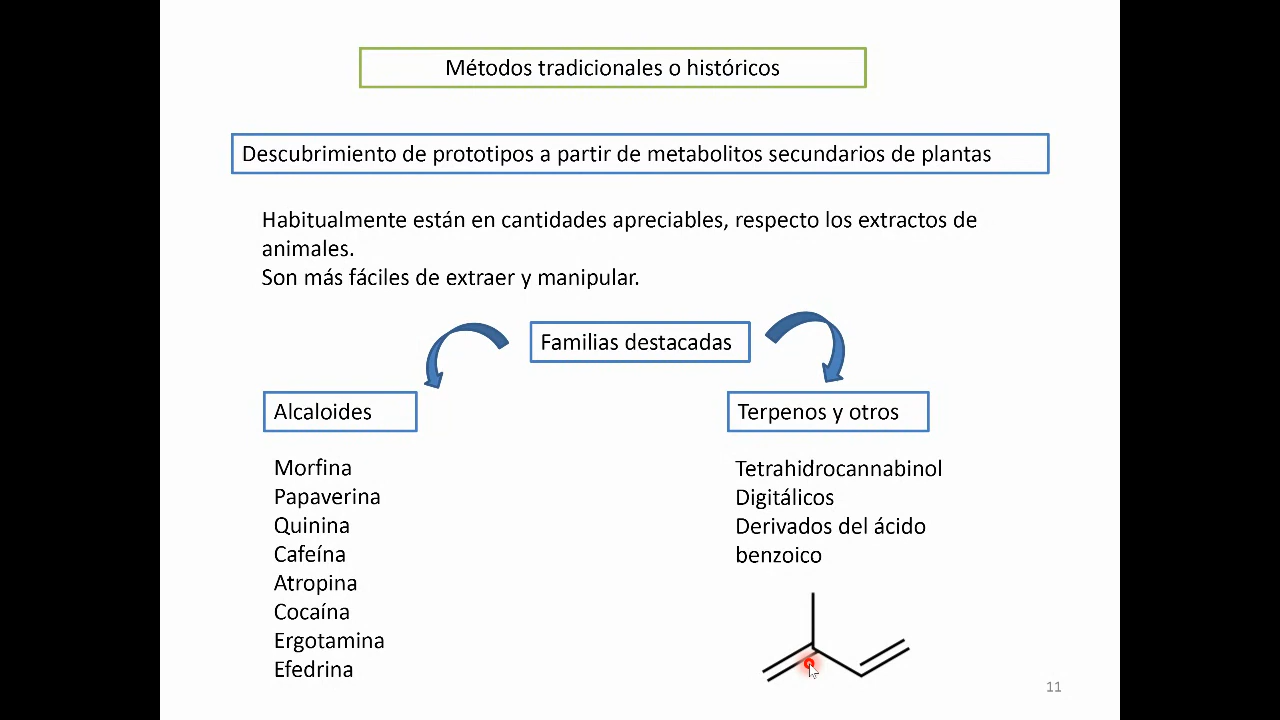 Métodos tradicionales o históricos
Descubrimiento de prototipos a partir de metabolitos secundarios de plantas
Habitualmente están en cantidades apreciables, respecto los extractos de
animales.
Son más fáciles de extraer y manipular.
Familias destacadas
Alcaloides
Morfina
Papaverina
Quinina
Cafeína
Atropina
Cocaína
Ergotamina
Efedrina
Terpenos y otros
Tetrahidrocannabinol
Digitálicos
Derivados del ácido
benzoico
11